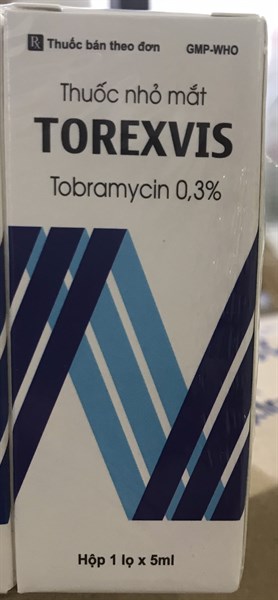 Rx Thuốc bán theo đơn GMP-WHO
Thuốc nhỏ mắt
TOREXVIS
Tobramycin 0,3%
Hộp 1 lọ x 5ml